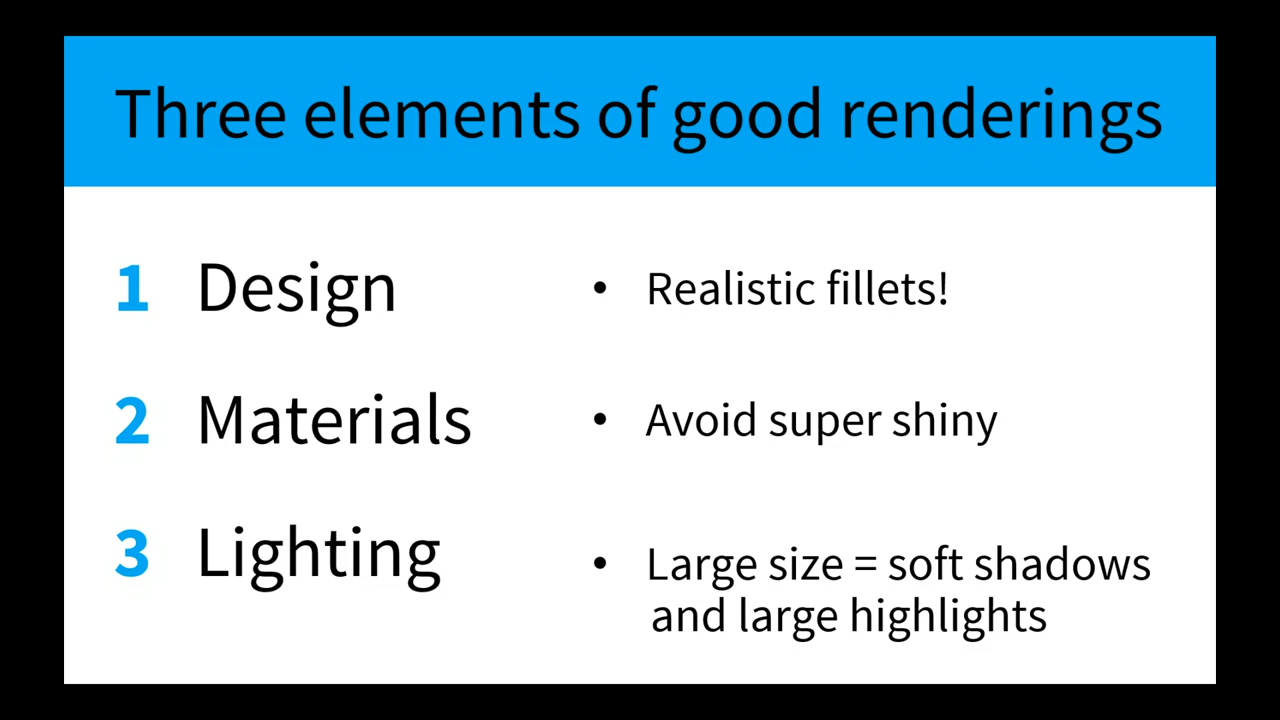 Three elements of good renderings
1 Design • Realistic fillets!
2 Materials • Avoid super shiny
3 Lighting • Large size = soft shadows
and large highlights